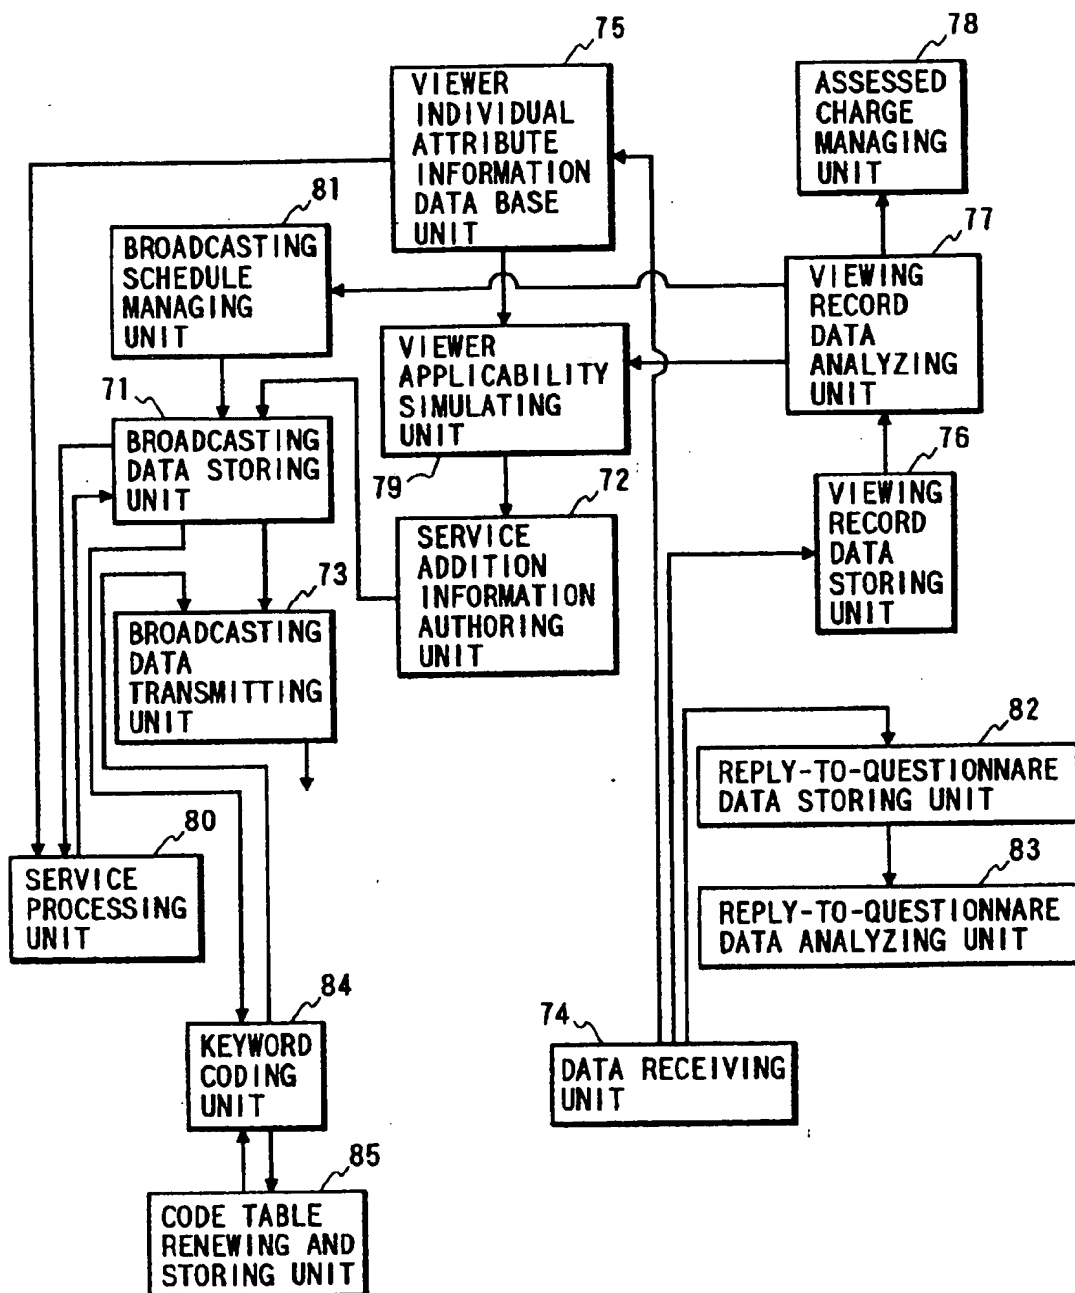 75
VIEWER
INDIVIDUAL
ATTRIBUTE
INFORMATION
DATA BASE
UNIT
78
ASSESSED
CHARGE
MANAGING
UNIT
81
BROADCASTING
SCHEDULE
MANAGING
UNIT
77
VIEWING
RECORD
DATA
ANALYZING
UNIT
VIEWER
APPLICABILITY
SIMULATING
UNIT
79
71
BROADCASTING
DATA STORING
UNIT
76
VIEWING
RECORD
DATA
STORING
UNIT
72
SERVICE
ADDITION
INFORMATION
AUTHORING
UNIT
73
BROADCASTING
DATA
TRANSMITTING
UNIT
82
REPLY-TO-QUESTIONNARE
DATA STORING UNIT
80
SERVICE
PROCESSING
UNIT
83
REPLY-TO-QUESTIONNARE
DATA ANALYZING UNIT
84
KEYWORD
CODING
UNIT
74
DATA RECEIVING
UNIT
85
CODE TABLE
RENEWING AND
STORING UNIT